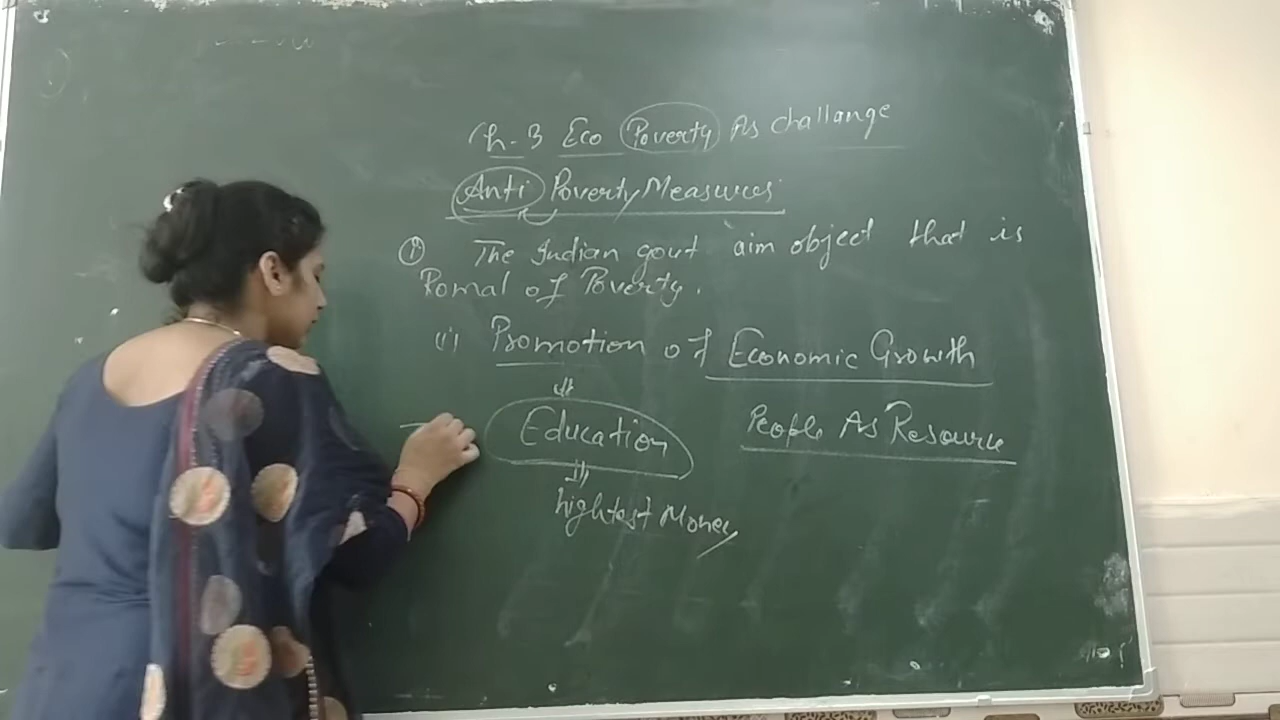 Ch-3 Eco Poverty As challange
Anti Poverty Measures
① The Indian govt aim object that is
Romal of Poverty.
(i) Promotion of Economic Growth
Education
People As Resource
hightest Money